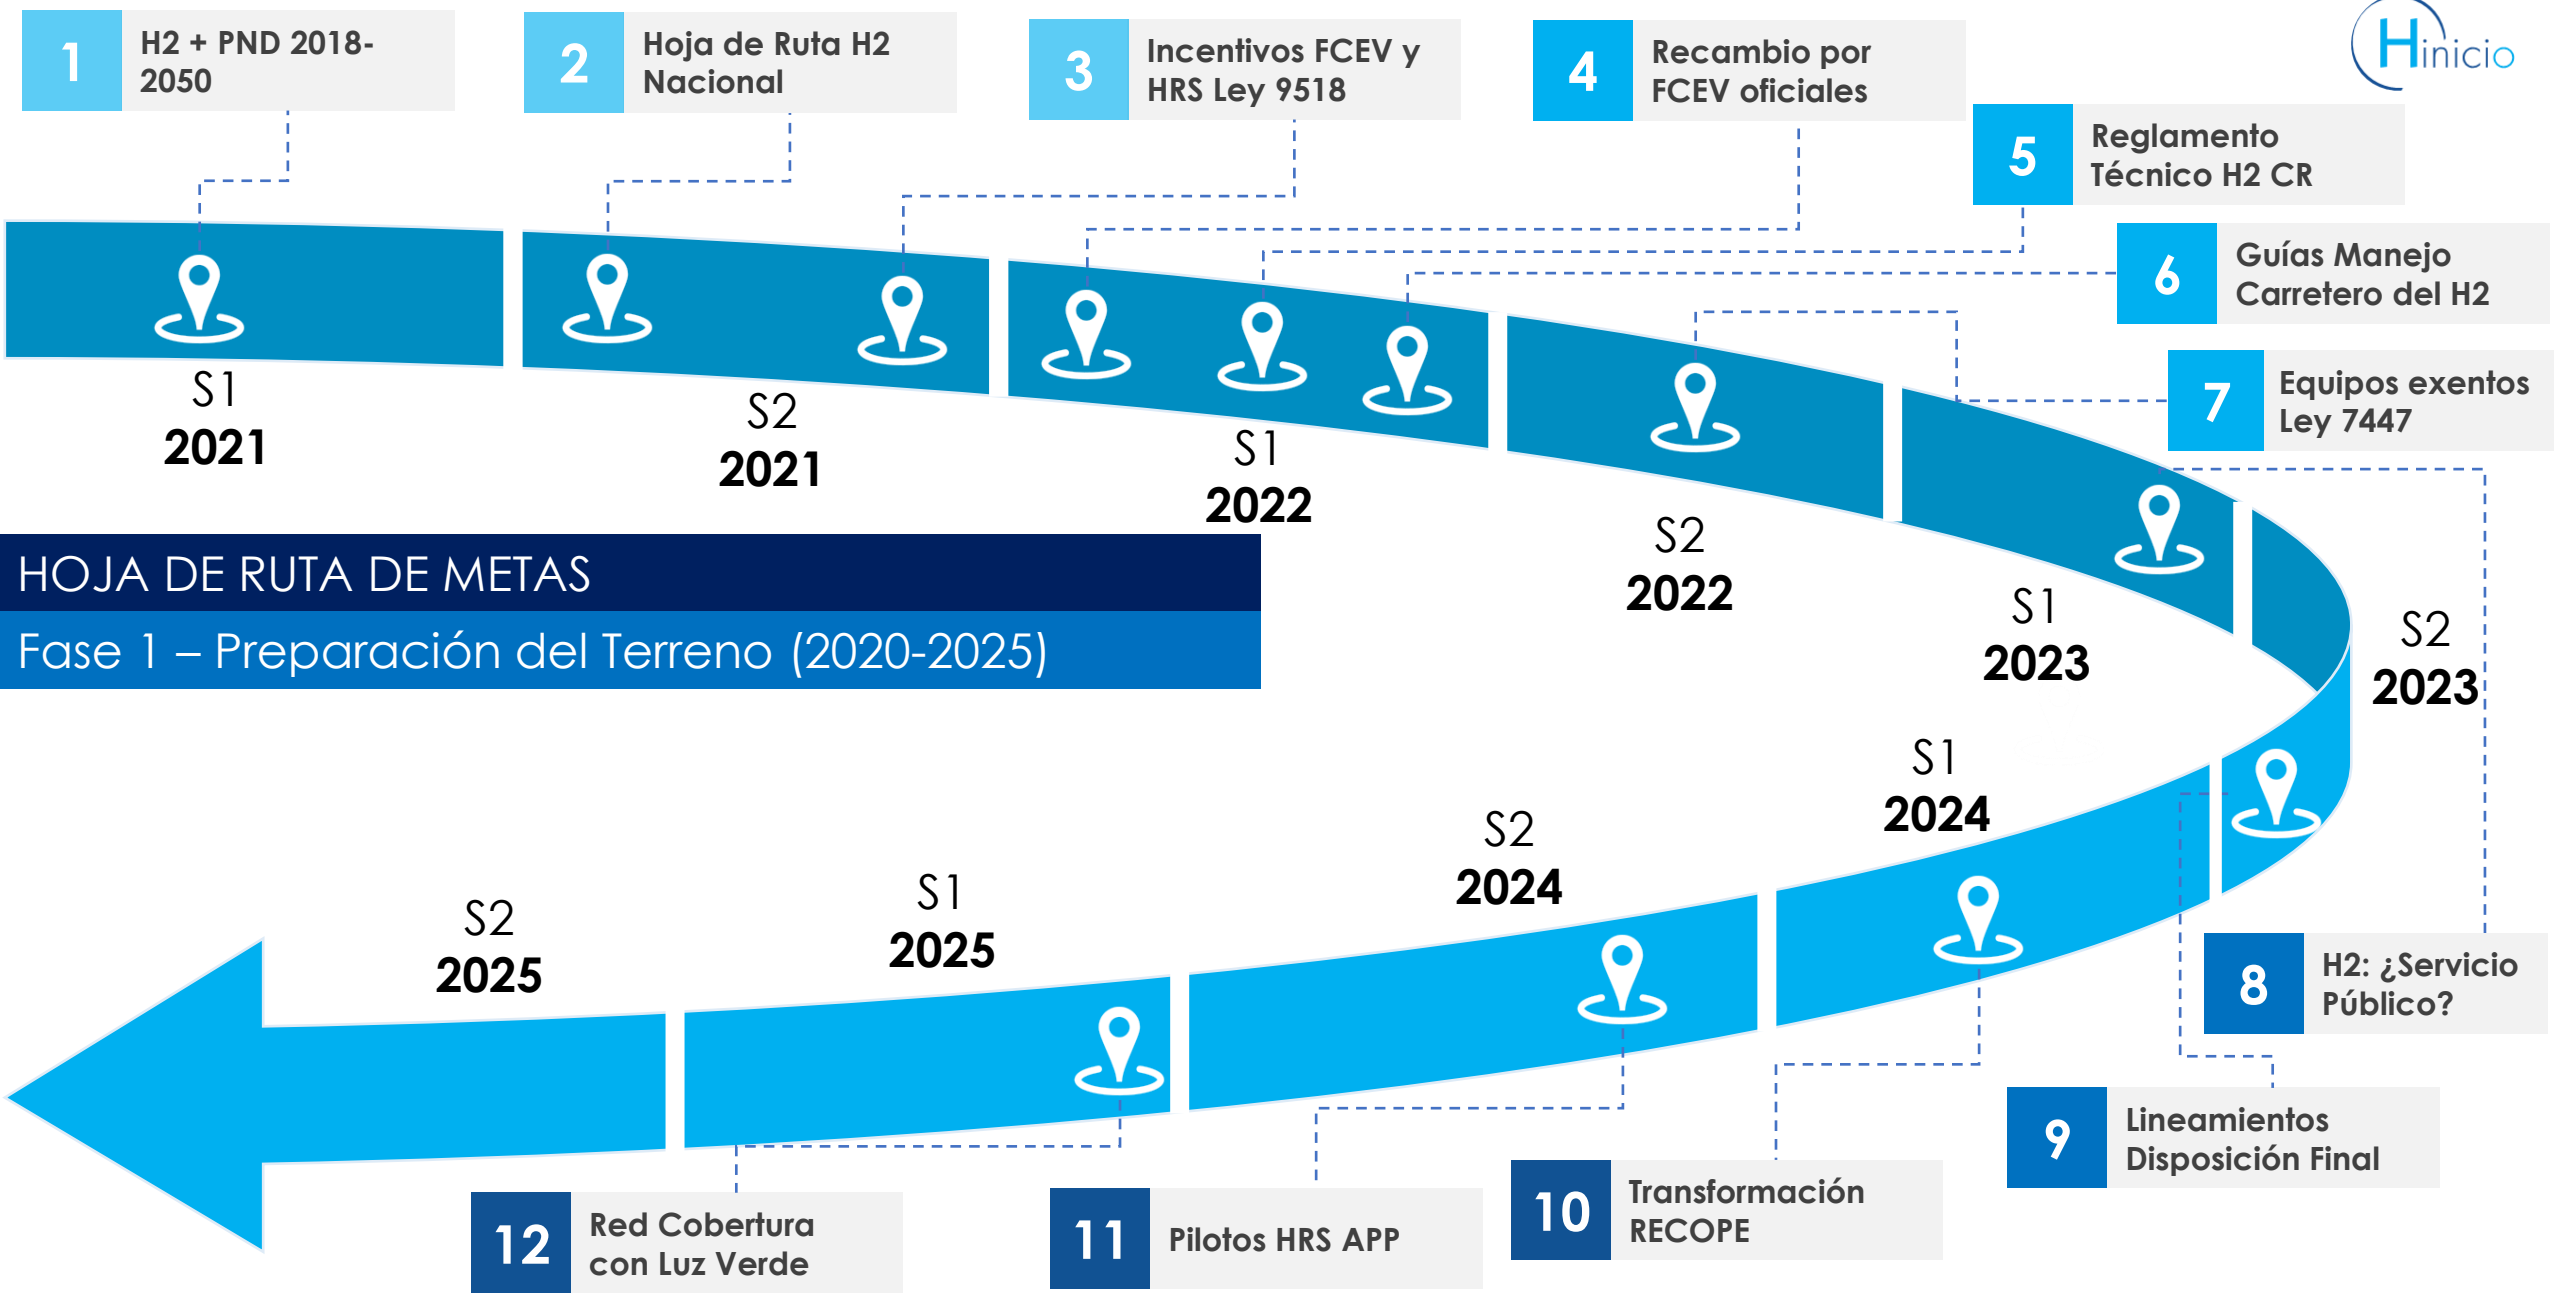 1
H2 + PND 2018-
2050
2
Hoja de Ruta H2
Nacional
3
Incentivos FCEV y
HRS Ley 9518
4
Recambio por
FCEV oficiales
Hinicio
5
Reglamento
Técnico H2 CR
6
Guías Manejo
Carretero del H2
7
Equipos exentos
Ley 7447
S1
2021
S2
2021
S1
2022
S2
2022
S1
2023
S2
2023
HOJA DE RUTA DE METAS
Fase 1 – Preparación del Terreno (2020-2025)
S1
2024
S2
2024
S1
2025
S2
2025
8
H2: ¿Servicio
Público?
9
Lineamientos
Disposición Final
10
Transformación
RECOPE
11
Pilotos HRS APP
12
Red Cobertura
con Luz Verde